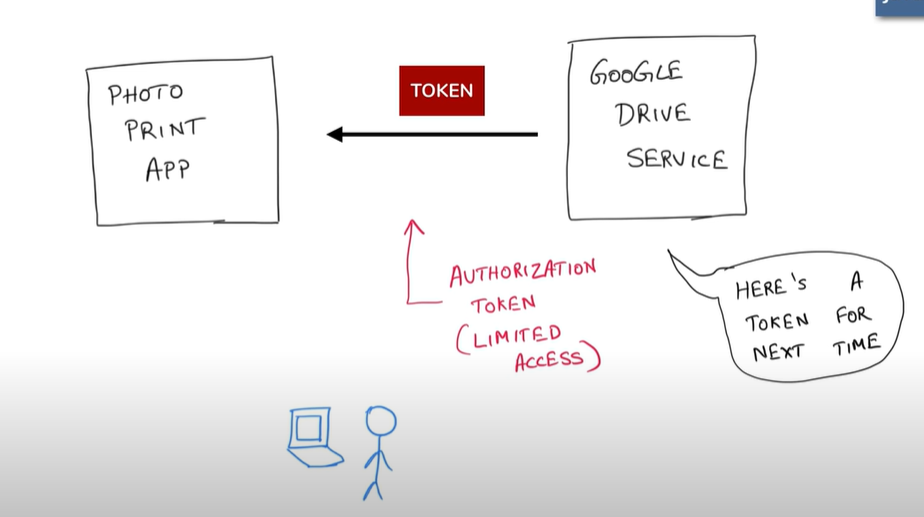 PHOTO
PRINT
APP
TOKEN
GOOGLE
DRIVE
SERVICE
AUTHORIZATION
TOKEN
(LIMITED
ACCESS)
HERE'S A
TOKEN FOR
NEXT TIME